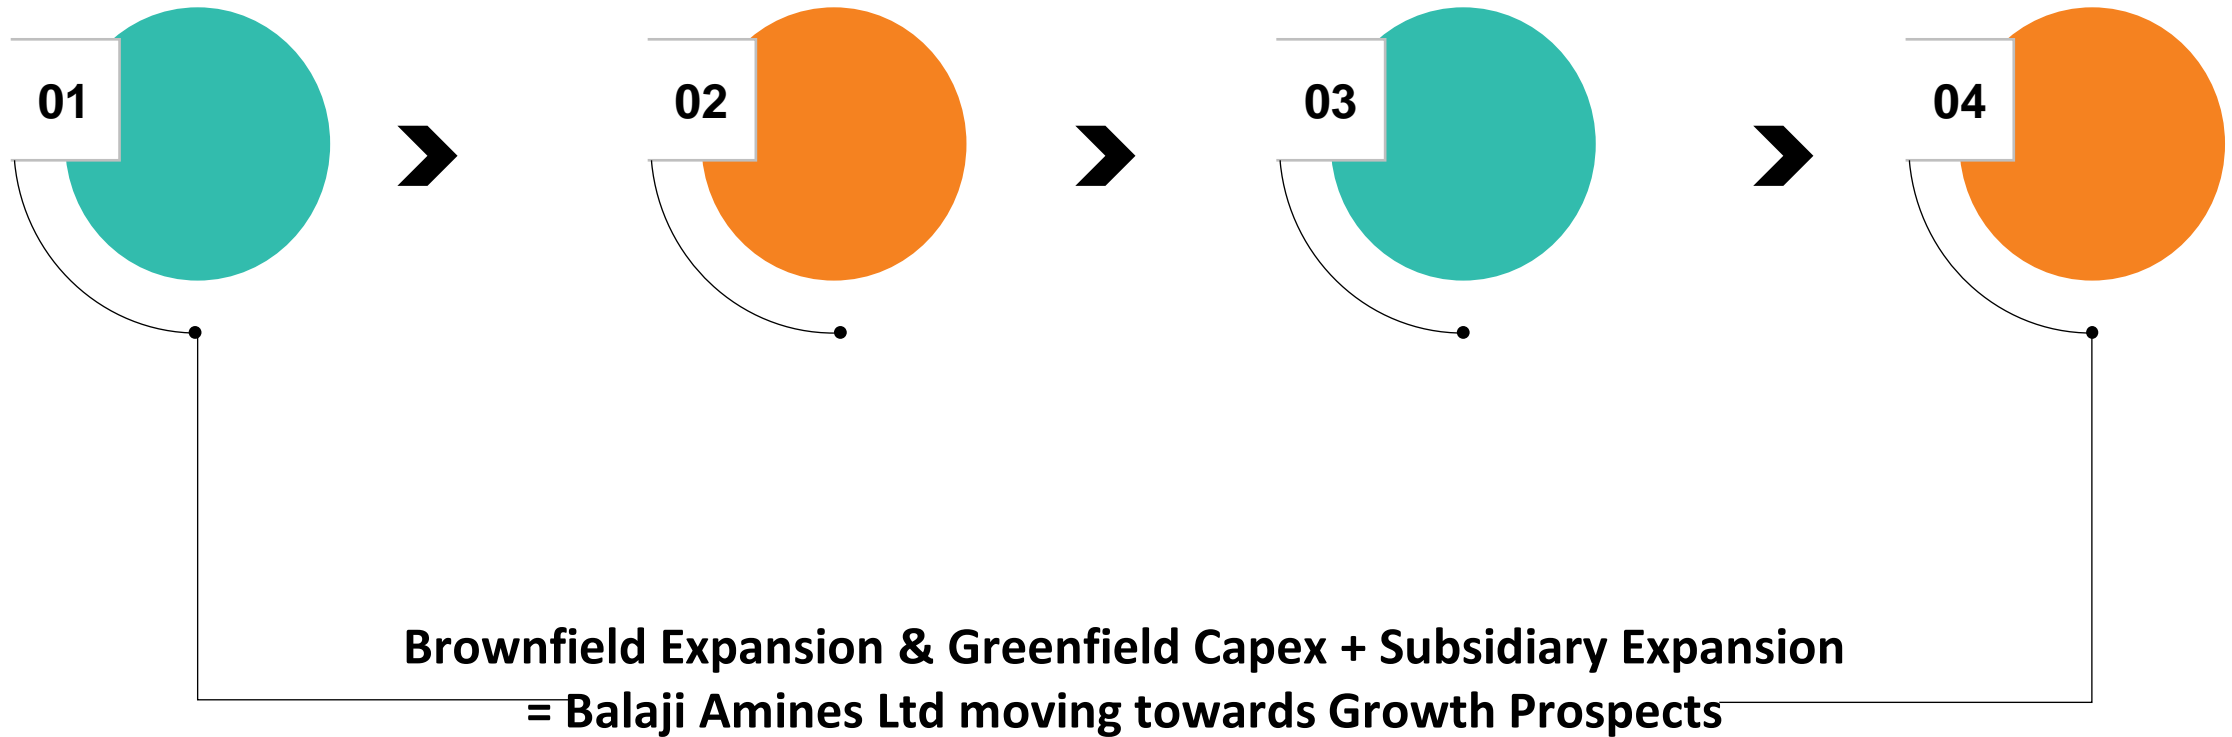 01
02
03
04
Brownfield Expansion & Greenfield Capex + Subsidiary Expansion
= Balaji Amines Ltd moving towards Growth Prospects